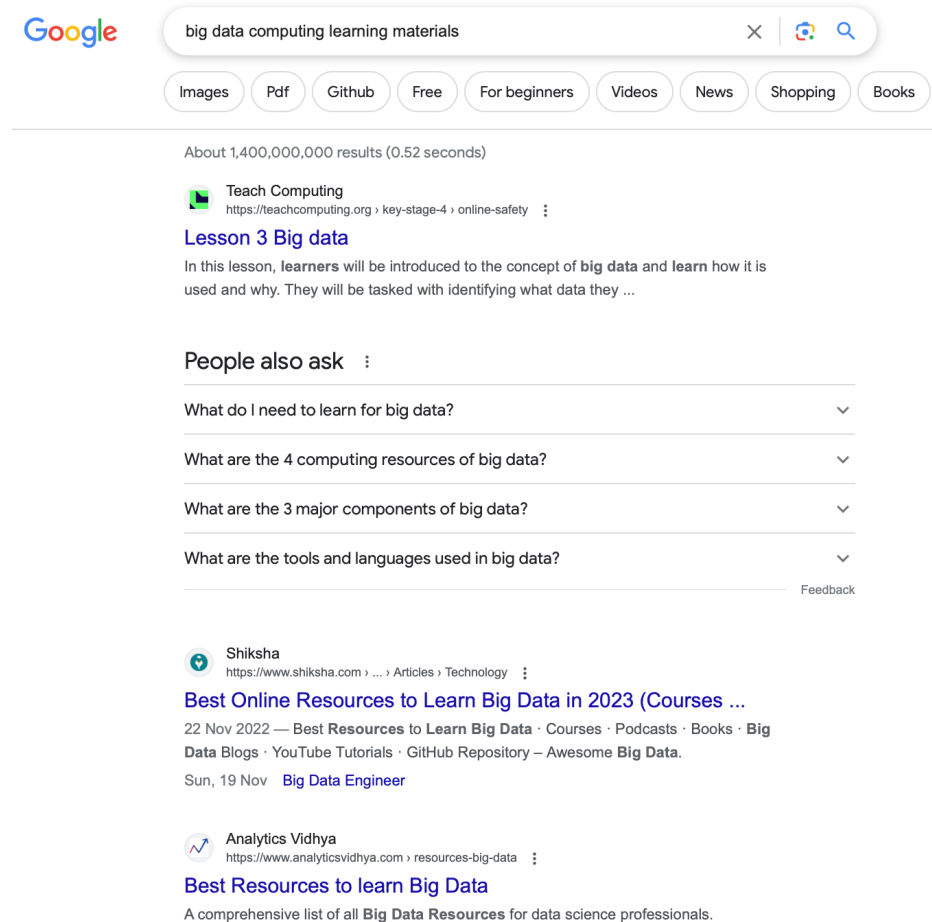 Google
big data computing learning materials
Images Pdf Github Free For beginners Videos News Shopping Books
About 1,400,000,000 results (0.52 seconds)
Teach Computing
https://teachcomputing.org › key-stage-4 › online-safety
Lesson 3 Big data
In this lesson, learners will be introduced to the concept of big data and learn how it is
used and why. They will be tasked with identifying what data they ...
People also ask
What do I need to learn for big data?
What are the 4 computing resources of big data?
What are the 3 major components of big data?
What are the tools and languages used in big data?
Feedback
Shiksha
https://www.shiksha.com › ... › Articles › Technology
Best Online Resources to Learn Big Data in 2023 (Courses ...
22 Nov 2022 — Best Resources to Learn Big Data · Courses · Podcasts · Books · Big
Data Blogs · YouTube Tutorials · GitHub Repository – Awesome Big Data.
Sun, 19 Nov Big Data Engineer
Analytics Vidhya
https://www.analyticsvidhya.com › resources-big-data
Best Resources to learn Big Data
A comprehensive list of all Big Data Resources for data science professionals.